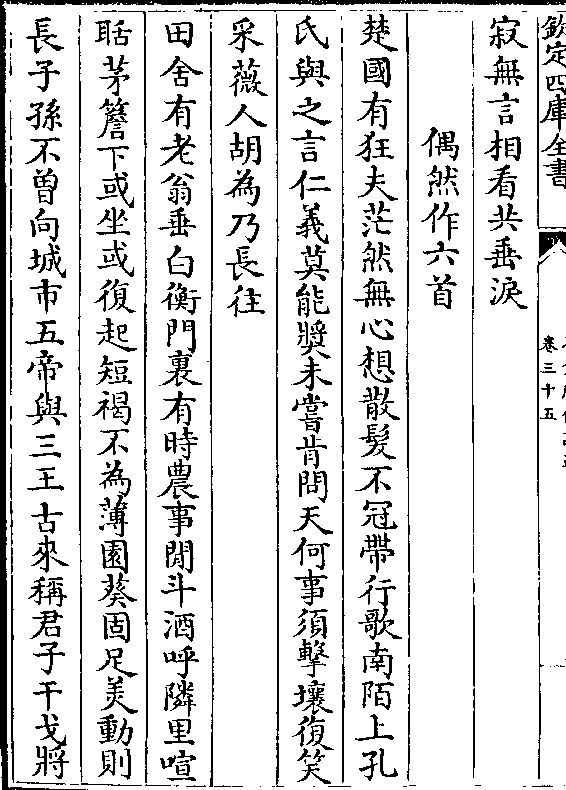 欽定四庫全書
卷三十五
寂無言相看共垂淚
偶然作六首
楚國有狂夫茫然無心想散髮不冠帶行歌南陌上孔
氏與之言仁義莫能奬未嘗肯問天何事須擊壤復笑
采薇人胡為乃長往
田舍有老翁垂白衡門裏有時農事閒斗酒呼隣里喧
聒茅簷下或坐或復起短褐不為薄園葵固足美動則
長子孫不曾向城市五帝與三王古來稱君子干戈將